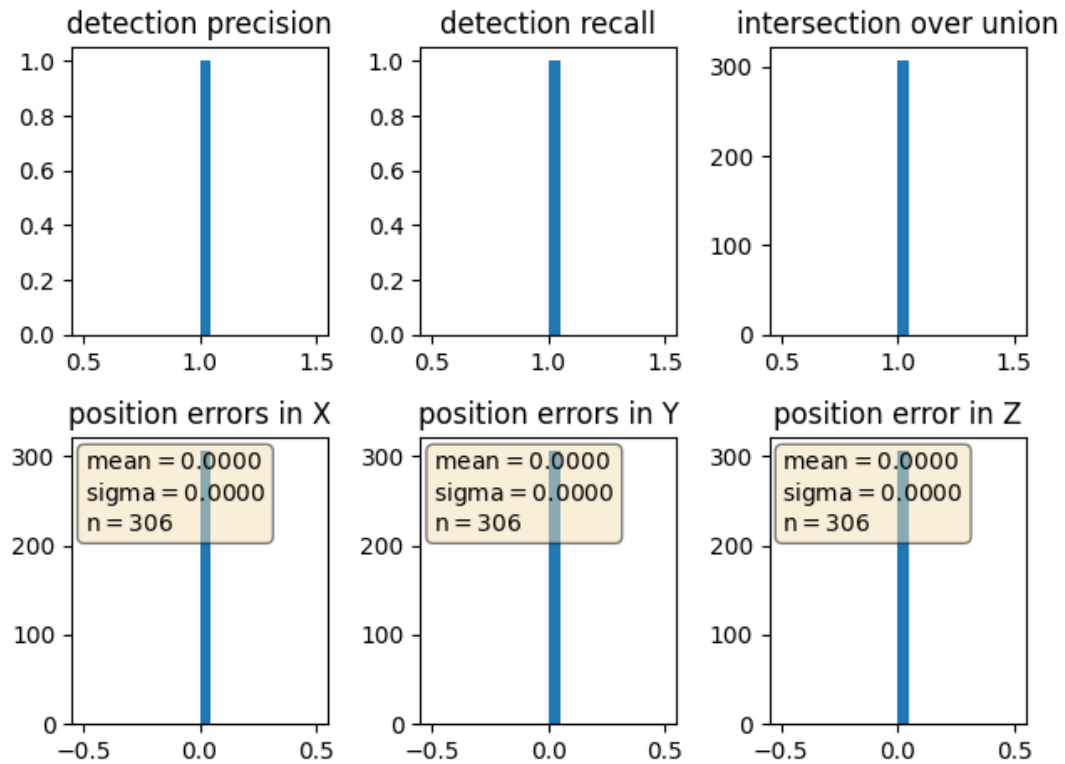 detection precision
detection recall
intersection over union
1.0
0.8
0.6
0.4
0.2
0.0
0.5 1.0 1.5
1.0
0.8
0.6
0.4
0.2
0.0
0.5 1.0 1.5
300
200
100
0
0.5 1.0 1.5
position errors in X
position errors in Y
position error in Z
300
200
100
0
mean = 0.0000
sigma = 0.0000
n = 306
−0.5 0.0 0.5
300
200
100
0
mean = 0.0000
sigma = 0.0000
n = 306
−0.5 0.0 0.5
300
200
100
0
mean = 0.0000
sigma = 0.0000
n = 306
−0.5 0.0 0.5